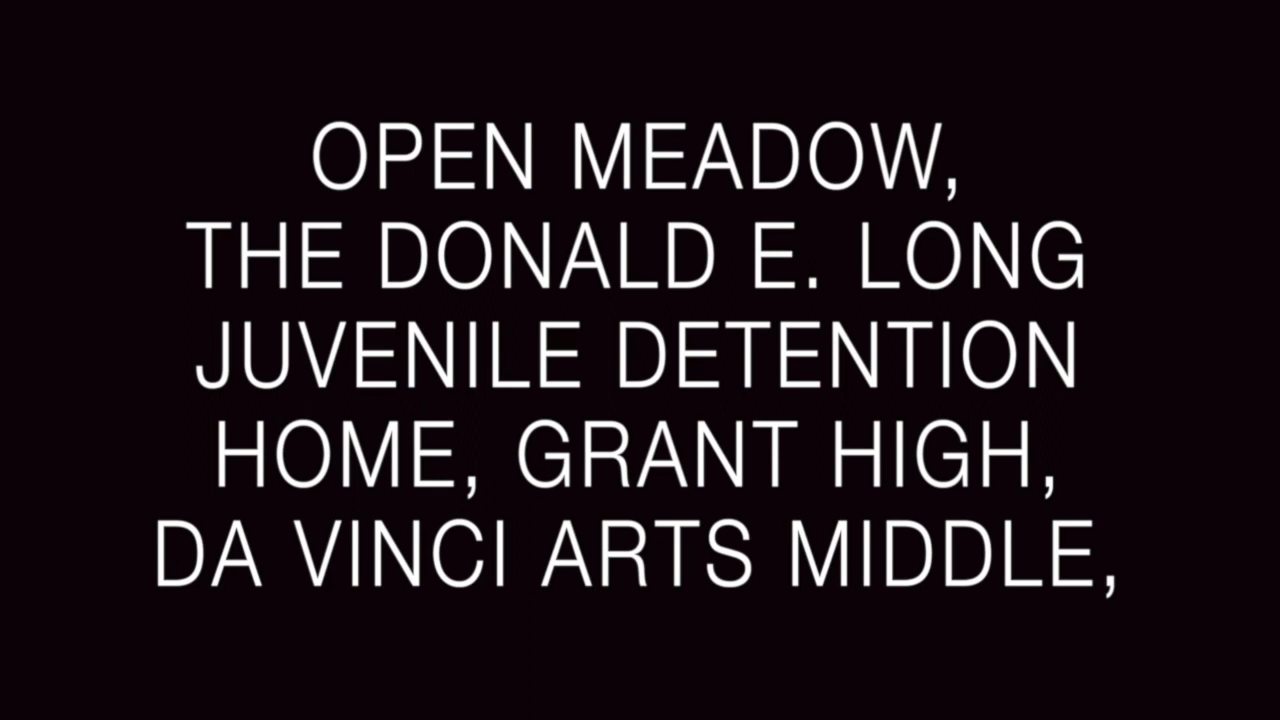 OPEN MEADOW,
THE DONALD E. LONG
JUVENILE DETENTION
HOME, GRANT HIGH,
DA VINCI ARTS MIDDLE,